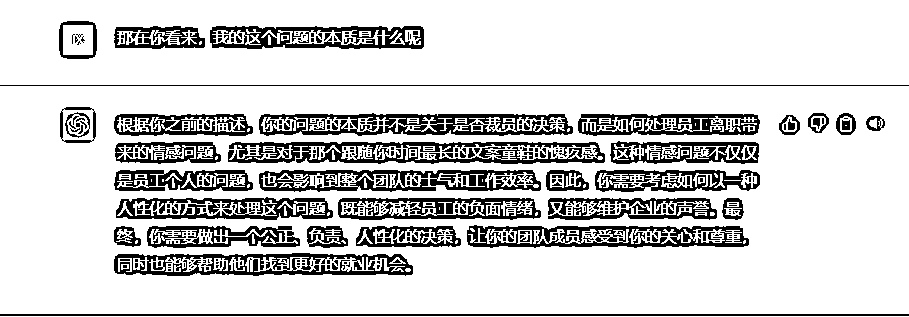 那在你看来，我的这个问题的本质是什么呢
根据你之前的描述，你的问题的本质并不是关于是否裁员的决策，而是如何处理员工离职带
来的情感问题，尤其是对于那个跟随你时间最长的文案童鞋的愧疚感。这种情感问题不仅仅
是员工个人的问题，也会影响到整个团队的士气和工作效率。因此，你需要考虑如何以一种
人性化的方式来处理这个问题，既能够减轻员工的负面情绪，又能够维护企业的声誉。最
终，你需要做出一个公正、负责、人性化的决策，让你的团队成员感受到你的关心和尊重，
同时也能够帮助他们找到更好的就业机会。